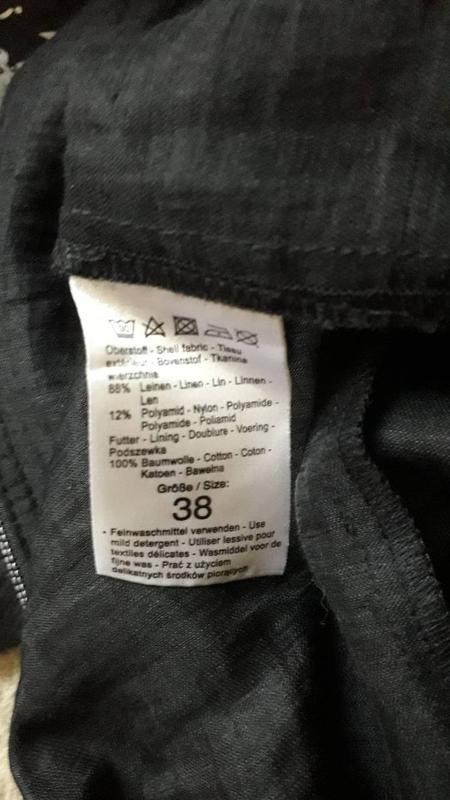 Oberstoff - Shell fabric - Tissu
extérieur - Bovenstof - Tkanina
wierzchnia
88% Leinen - Linen - Lin - Linnen -
Len
12% Polyamid - Nylon - Polyamide -
Polyamide - Poliamid
Futter - Lining - Doublure - Voering -
Podszewka
100% Baumwolle - Cotton - Coton -
Katoen - Bawełna
Größe / Size:
38
• Feinwaschmittel verwenden - Use
mild detergent - Utiliser lessive pour
textiles délicates - Wasmiddel voor de
fijne was - Prać z użyciem
delikatnych środków piorących